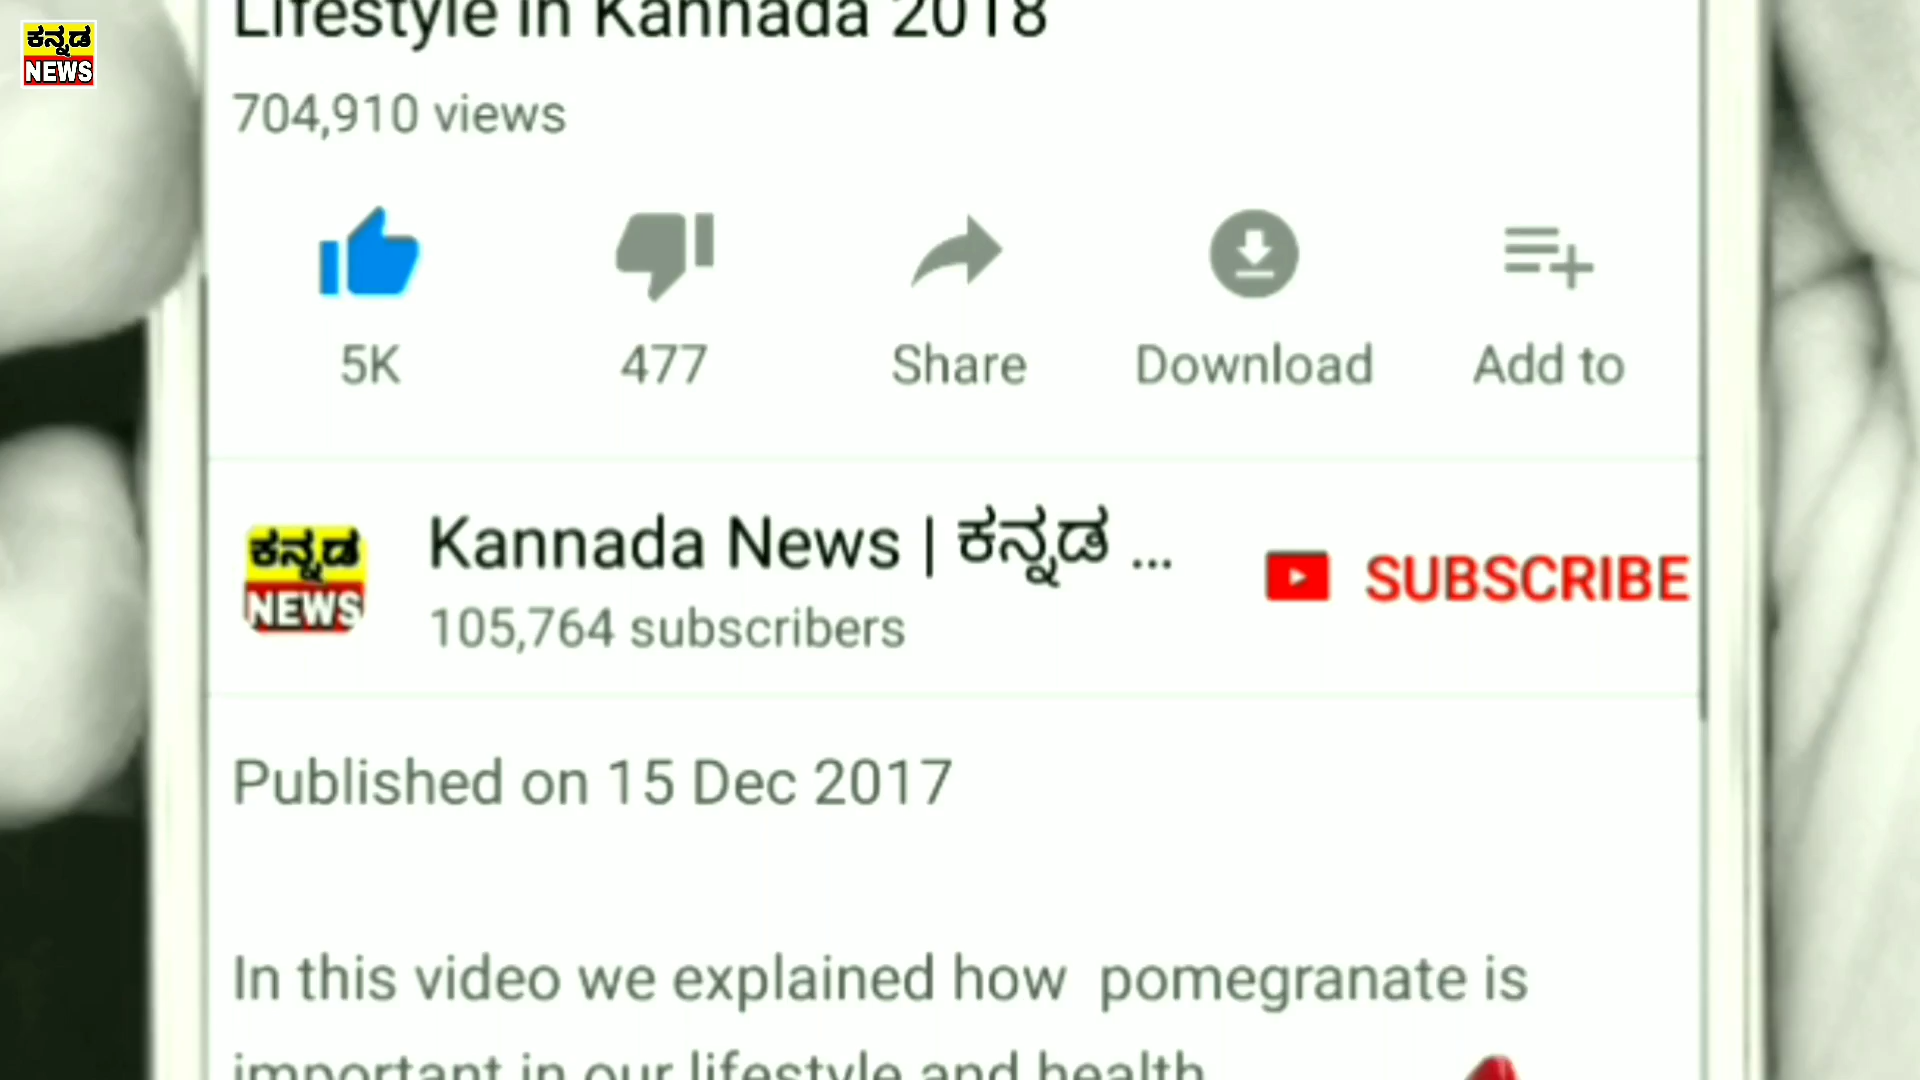 ಕನ್ನಡ
NEWS
Lifestyle in Kannada 2018
704,910 views
5K
477
Share
Download
Add to
ಕನ್ನಡ
NEWS
Kannada News | ಕನ್ನಡ ...
105,764 subscribers
SUBSCRIBE
Published on 15 Dec 2017
In this video we explained how pomegranate is
important in our lifestyle and health